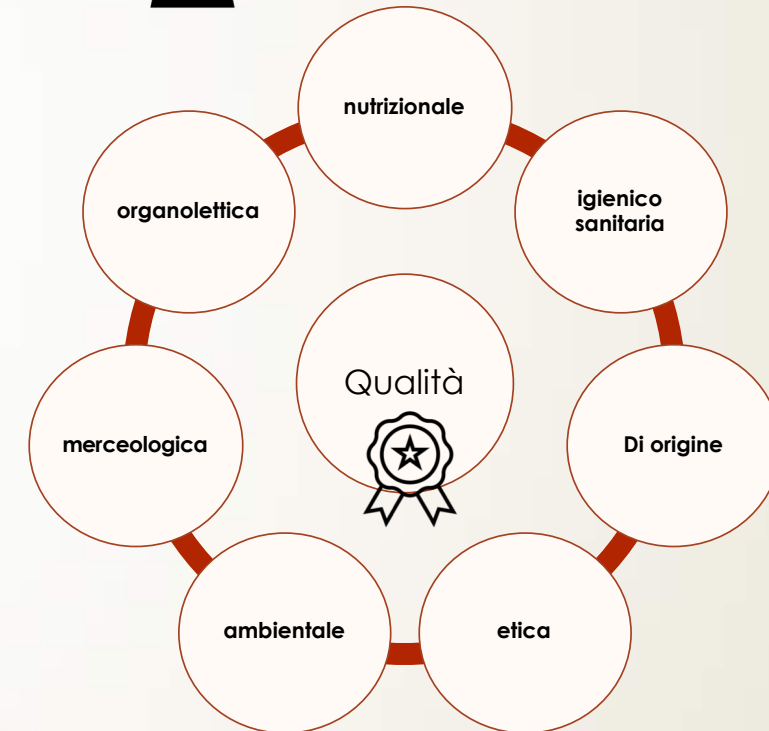 nutrizionale
organolettica
igienico
sanitaria
Qualità
merceologica
Di origine
ambientale
etica